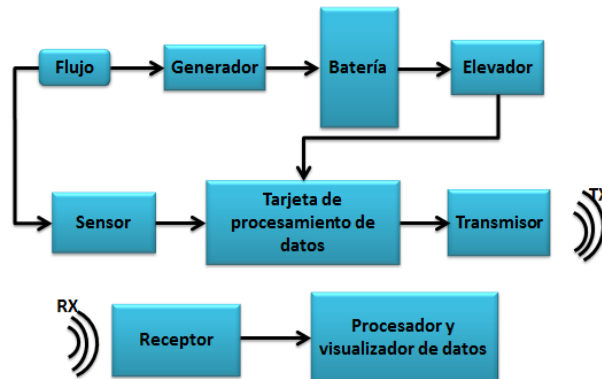 Flujo
Generador
Batería
Elevador
Sensor
Tarjeta de
procesamiento de
datos
Transmisor
TX
RX
Receptor
Procesador y
visualizador de datos